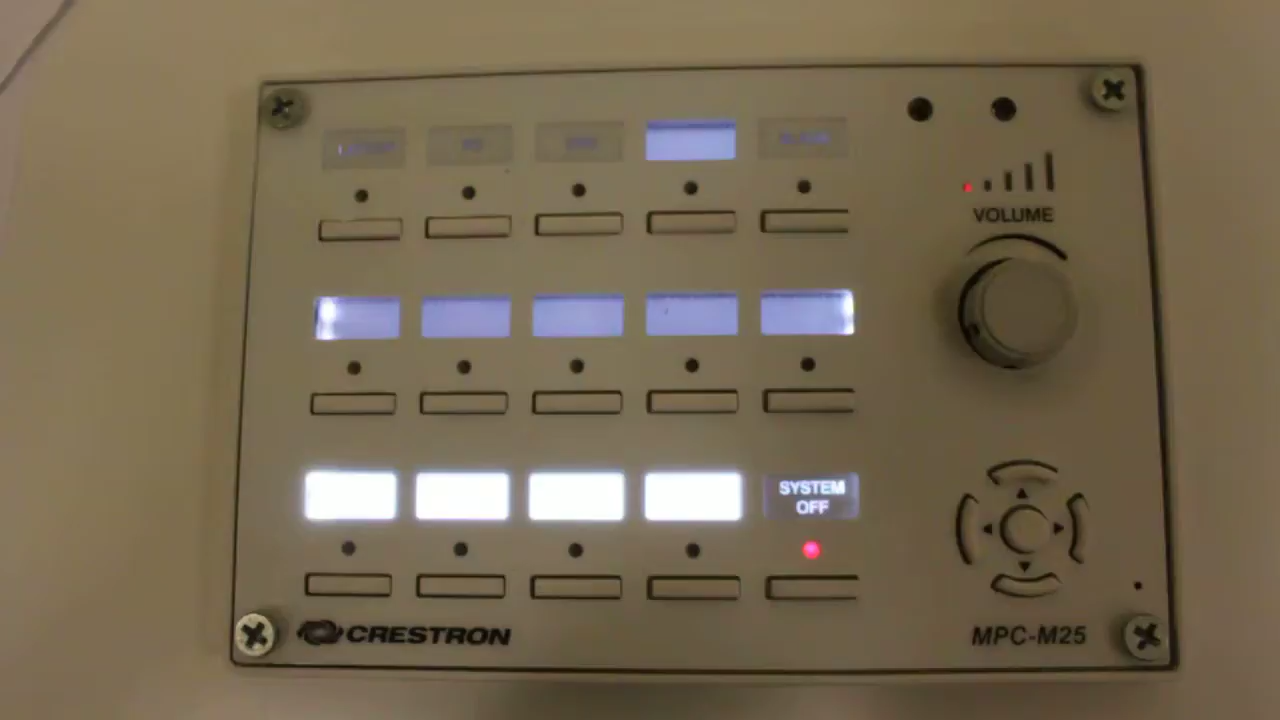 VOLUME
SYSTEM
OFF
CRESTRON
MPC-M25